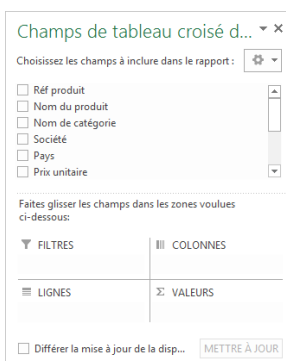 Champs de tableau croisé d...
Choisissez les champs à inclure dans le rapport :
Réf produit
Nom du produit
Nom de catégorie
Société
Pays
Prix unitaire
Faites glisser les champs dans les zones voulues
ci-dessous:
FILTRES
COLONNES
LIGNES
Σ VALEURS
Différer la mise à jour de la disp...
METTRE À JOUR